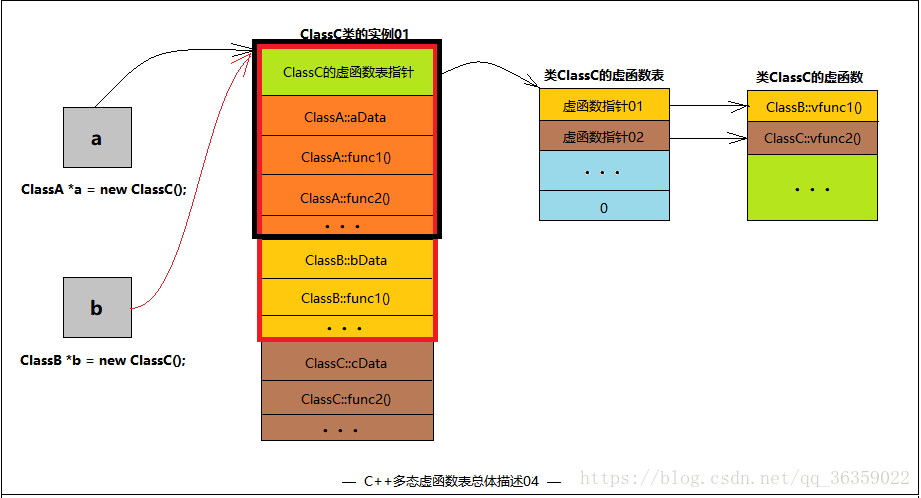 ClassC类的实例01
ClassC的虚函数表指针
ClassA::aData
ClassA::func1()
ClassA::func2()
• • •
ClassB::bData
ClassB::func1()
• • •
ClassC::cData
ClassC::func2()
• • •
a
ClassA *a = new ClassC();
b
ClassB *b = new ClassC();
类ClassC的虚函数表
虚函数指针01
虚函数指针02
• • •
0
类ClassC的虚函数
ClassB::vfunc1()
ClassC::vfunc2()
• • •
— C++多态虚函数表总体描述04 —
https://blog.csdn.net/qq_36359022